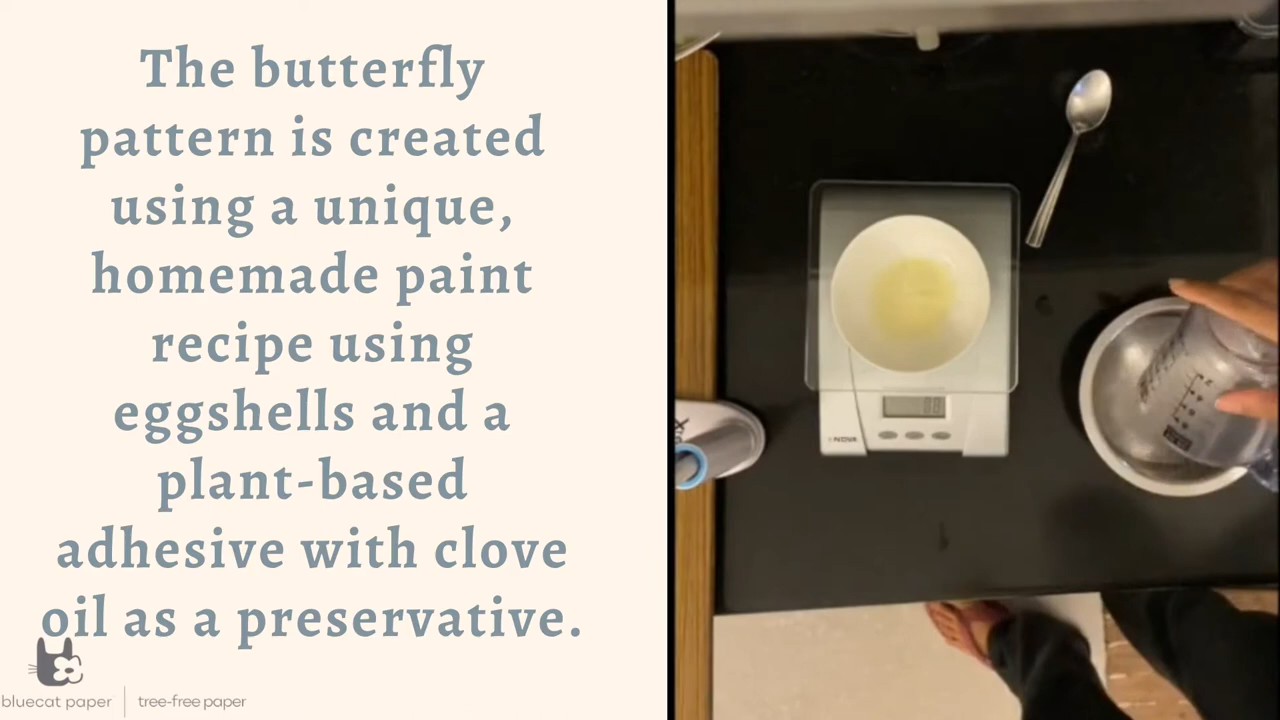 The butterfly
pattern is created
using a unique,
homemade paint
recipe using
eggshells and a
plant-based
adhesive with clove
oil as a preservative.
bluecat paper | tree-free paper
NOVA